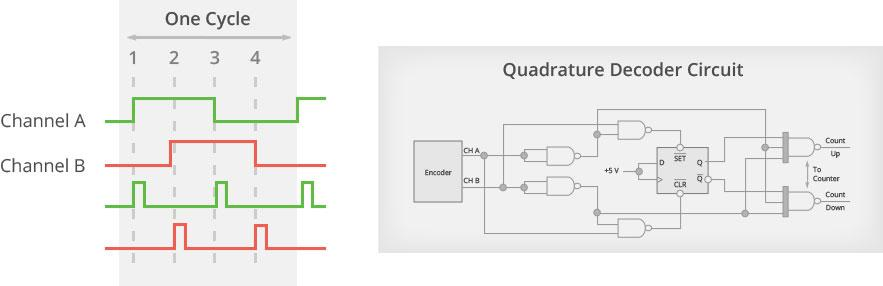 One Cycle
1 2 3 4
Channel A
Channel B
Quadrature Decoder Circuit
Encoder
CH A
CH B
+5 V
D
SET
Q
Q
CLR
Count
Up
To
Counter
Count
Down